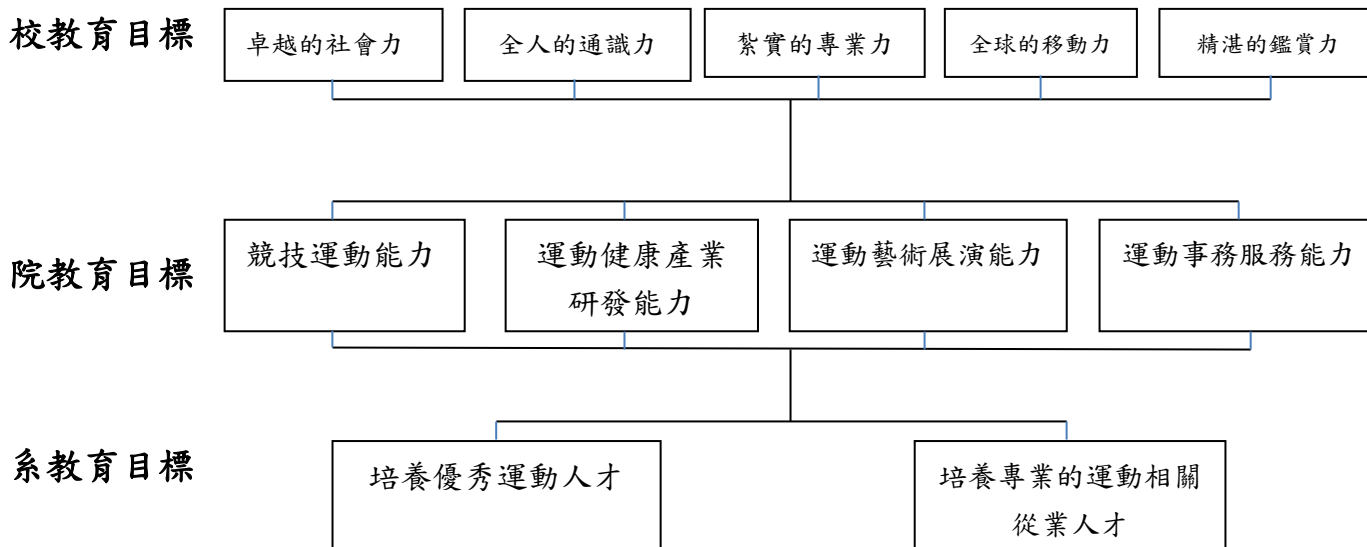 校教育目標
卓越的社會力
全人的通識力
紮實的專業力
全球的移動力
精湛的鑑賞力
院教育目標
競技運動能力
運動健康產業
研發能力
運動藝術展演能力
運動事務服務能力
系教育目標
培養優秀運動人才
培養專業的運動相關
從業人才